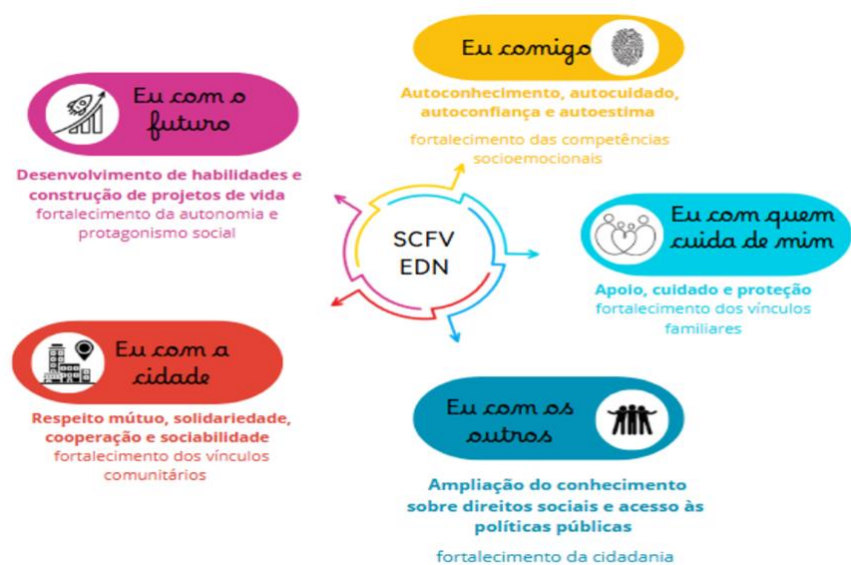 Eu comigo
Autoconhecimento, autocuidado,
autoconfiança e autoestima
fortalecimento das competências
socioemocionais
Eu com quem
cuida de mim
Apoio, cuidado e proteção
fortalecimento dos vínculos
familiares
Eu com os
outros
Ampliação do conhecimento
sobre direitos sociais e acesso às
políticas públicas
fortalecimento da cidadania
Eu com a
cidade
Respeito mútuo, solidariedade,
cooperação e sociabilidade
fortalecimento dos vínculos
comunitários
Eu com o
futuro
Desenvolvimento de habilidades e
construção de projetos de vida
fortalecimento da autonomia e
protagonismo social
SCFV
EDN